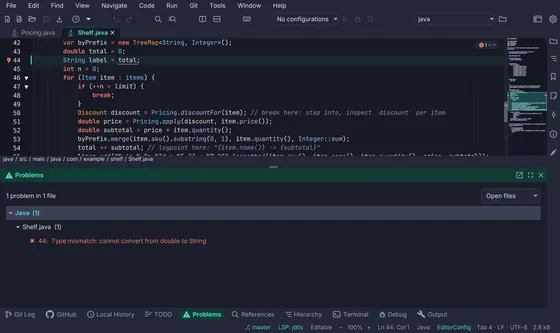 File Edit Find View Navigate Code Run Git Tools Window Help
No configurations
java
Pricing.java Shelf.java
42 var byPrefix = new TreeMap<String, Integer>();
43 double total = 0;
44 String label = total;
45 int n = 0;
46 for (Item item : items) {
47 if (++n > limit) {
48 break;
49 }
50 Discount discount = Pricing.discountFor(item); // break here: step into, inspect `discount` per item
51 double price = Pricing.apply(discount, item.price());
52 double subtotal = price * item.quantity();
53 byPrefix.merge(item.sku().substring(0, 1), item.quantity(), Integer::sum);
54 total += subtotal; // logpoint here: "{item.name()} -> {subtotal}"
1
java / src / main / java / com / example / shelf / Shelf.java
Problems
1 problem in 1 file
Open files
Java (1)
Shelf.java (1)
44: Type mismatch: cannot convert from double to String
Git Log GitHub Local History TODO Problems References Hierarchy Terminal Debug Output
master LSP: jdtls Editable − 100% + Ln 44, Col 1 Java EditorConfig Tab 4 LF UTF-8 2.8 kB